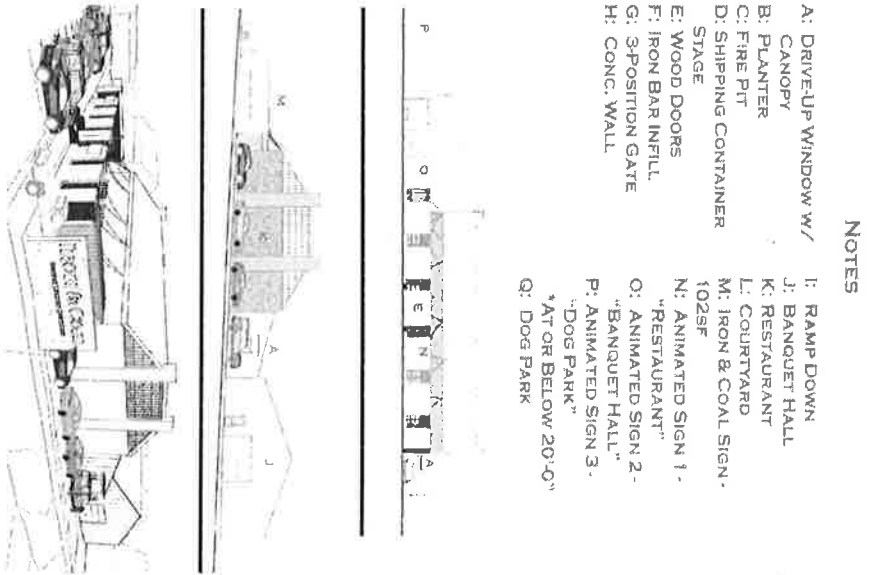 NOTES
A: DRIVE-UP WINDOW W/
CANOPY
B: PLANTER
C: FIRE PIT
D: SHIPPING CONTAINER
STAGE
E: WOOD DOORS
F: IRON BAR INFILL
G: 3-POSITION GATE
H: CONC. WALL
I: RAMP DOWN
J: BANQUET HALL
K: RESTAURANT
L: COURTYARD
M: IRON & COAL SIGN -
102SF
N: ANIMATED SIGN 1 -
"RESTAURANT"
O: ANIMATED SIGN 2 -
"BANQUET HALL"
P: ANIMATED SIGN 3 -
"DOG PARK"
*AT OR BELOW 20'-0"
Q: DOG PARK
P
O
E
N
A
M
K
A
J
IRON & COAL